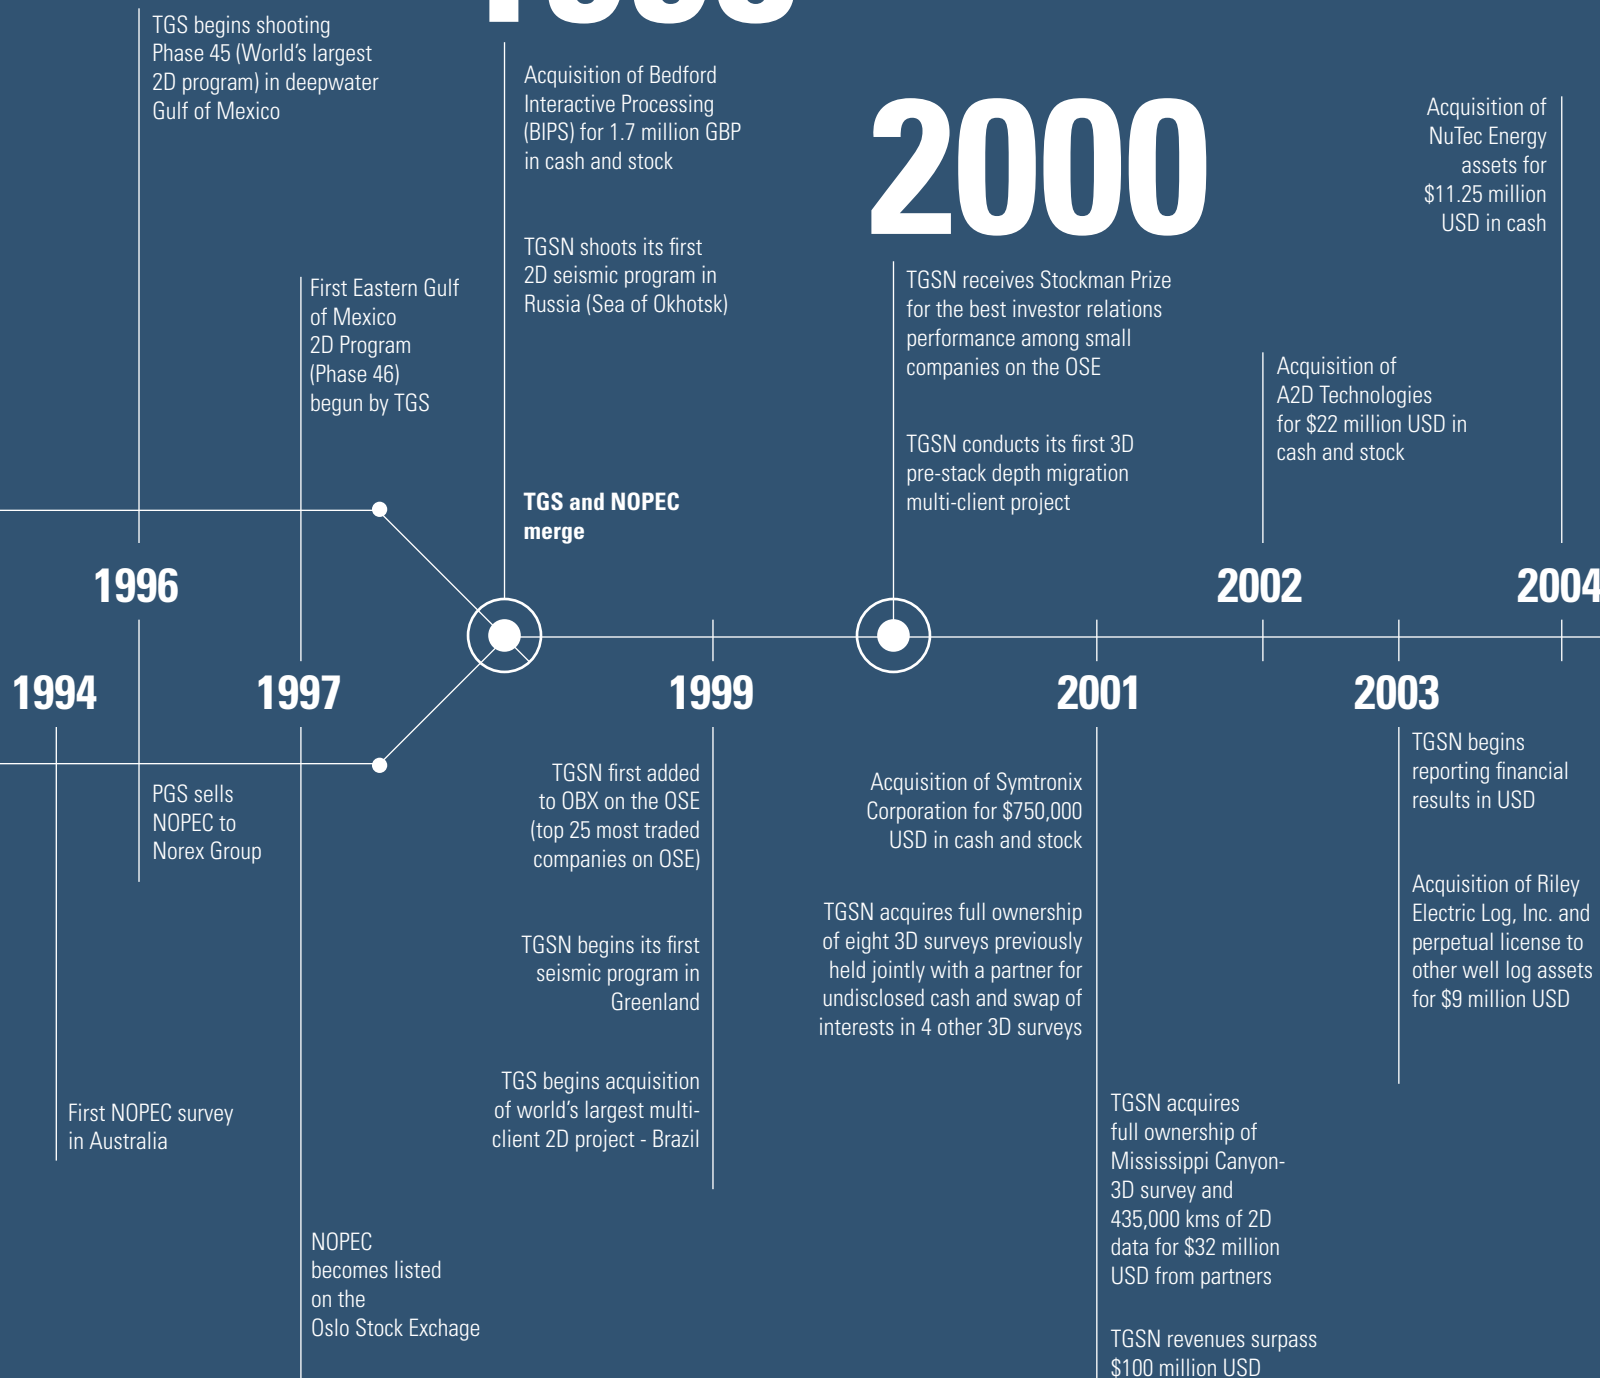 TGS begins shooting
Phase 45 (World's largest
2D program) in deepwater
Gulf of Mexico
1996
PGS sells
NOPEC to
Norex Group
1994
First NOPEC survey
in Australia
First Eastern Gulf
of Mexico
2D Program
(Phase 46)
begun by TGS
1997
NOPEC
becomes listed
on the
Oslo Stock Exchage
Acquisition of Bedford
Interactive Processing
(BIPS) for 1.7 million GBP
in cash and stock
TGSN shoots its first
2D seismic program in
Russia (Sea of Okhotsk)
TGS and NOPEC
merge
1999
TGSN first added
to OBX on the OSE
(top 25 most traded
companies on OSE)
TGSN begins its first
seismic program in
Greenland
TGS begins acquisition
of world's largest multi-
client 2D project - Brazil
2000
TGSN receives Stockman Prize
for the best investor relations
performance among small
companies on the OSE
TGSN conducts its first 3D
pre-stack depth migration
multi-client project
2001
Acquisition of Symtronix
Corporation for $750,000
USD in cash and stock
TGSN acquires full ownership
of eight 3D surveys previously
held jointly with a partner for
undisclosed cash and swap of
interests in 4 other 3D surveys
TGSN acquires
full ownership of
Mississippi Canyon-
3D survey and
435,000 kms of 2D
data for $32 million
USD from partners
TGSN revenues surpass
$100 million USD
Acquisition of
A2D Technologies
for $22 million USD in
cash and stock
2002
2003
TGSN begins
reporting financial
results in USD
Acquisition of Riley
Electric Log, Inc. and
perpetual license to
other well log assets
for $9 million USD
Acquisition of
NuTec Energy
assets for
$11.25 million
USD in cash
2004